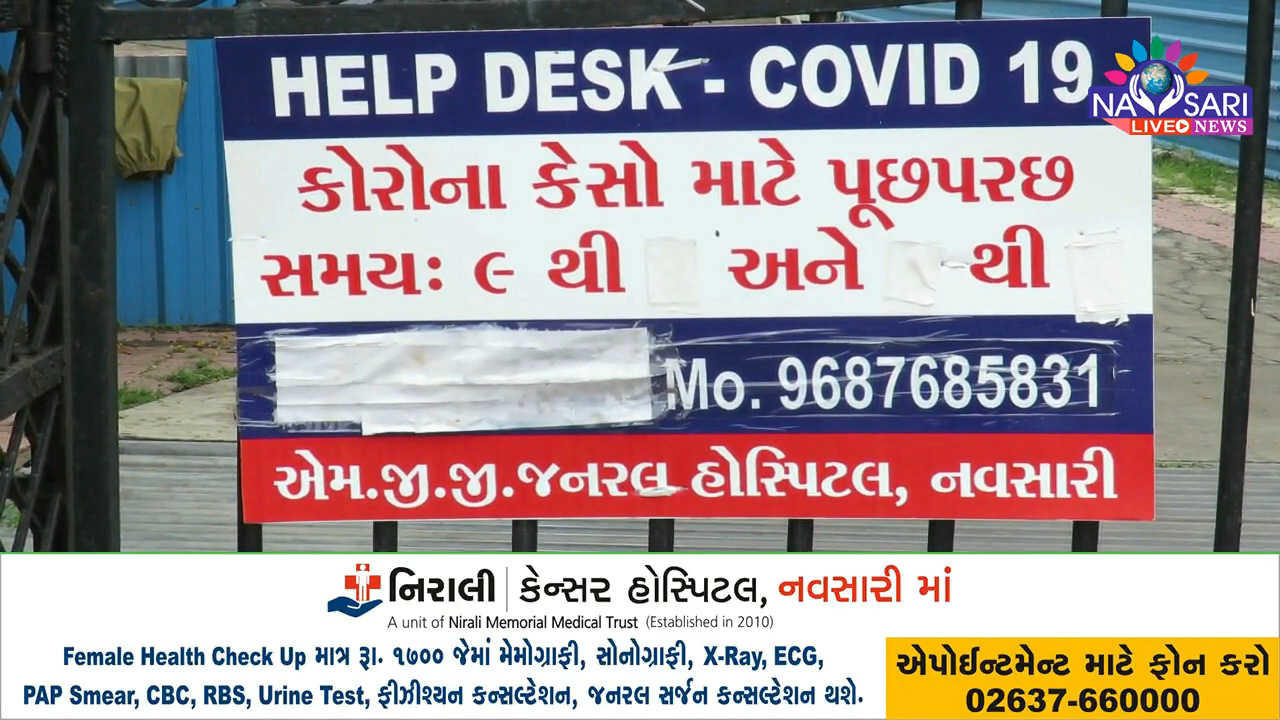 HELP DESK - COVID 19
NAVSARI
LIVE NEWS
કોરોના કેસો માટે પૂછપરછ
સમયઃ ૯ થી અને થી
Mo. 9687685831
એમ.જી.જી.જનરલ હોસ્પિટલ, નવસારી
નિરાલી કેન્સર હોસ્પિટલ, નવસારી માં
A unit of Nirali Memorial Medical Trust (Established in 2010)
Female Health Check Up માત્ર રૂા. ૧૭૦૦ જેમાં મેમોગ્રાફી, સોનોગ્રાફી, X-Ray, ECG,
PAP Smear, CBC, RBS, Urine Test, ફીઝીશ્યન કન્સલ્ટેશન, જનરલ સર્જન કન્સલ્ટેશન થશે.
એપોઈન્ટમેન્ટ માટે ફોન કરો
02637-660000